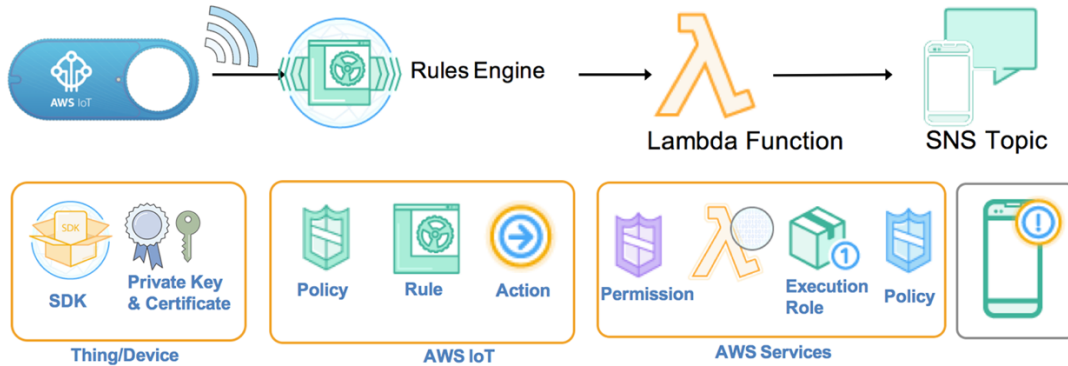 AWS IoT
Rules Engine
Lambda Function
SNS Topic
SDK
SDK
Private Key
& Certificate
Thing/Device
Policy
Rule
Action
AWS IoT
Permission
Execution
Role
1
Policy
AWS Services